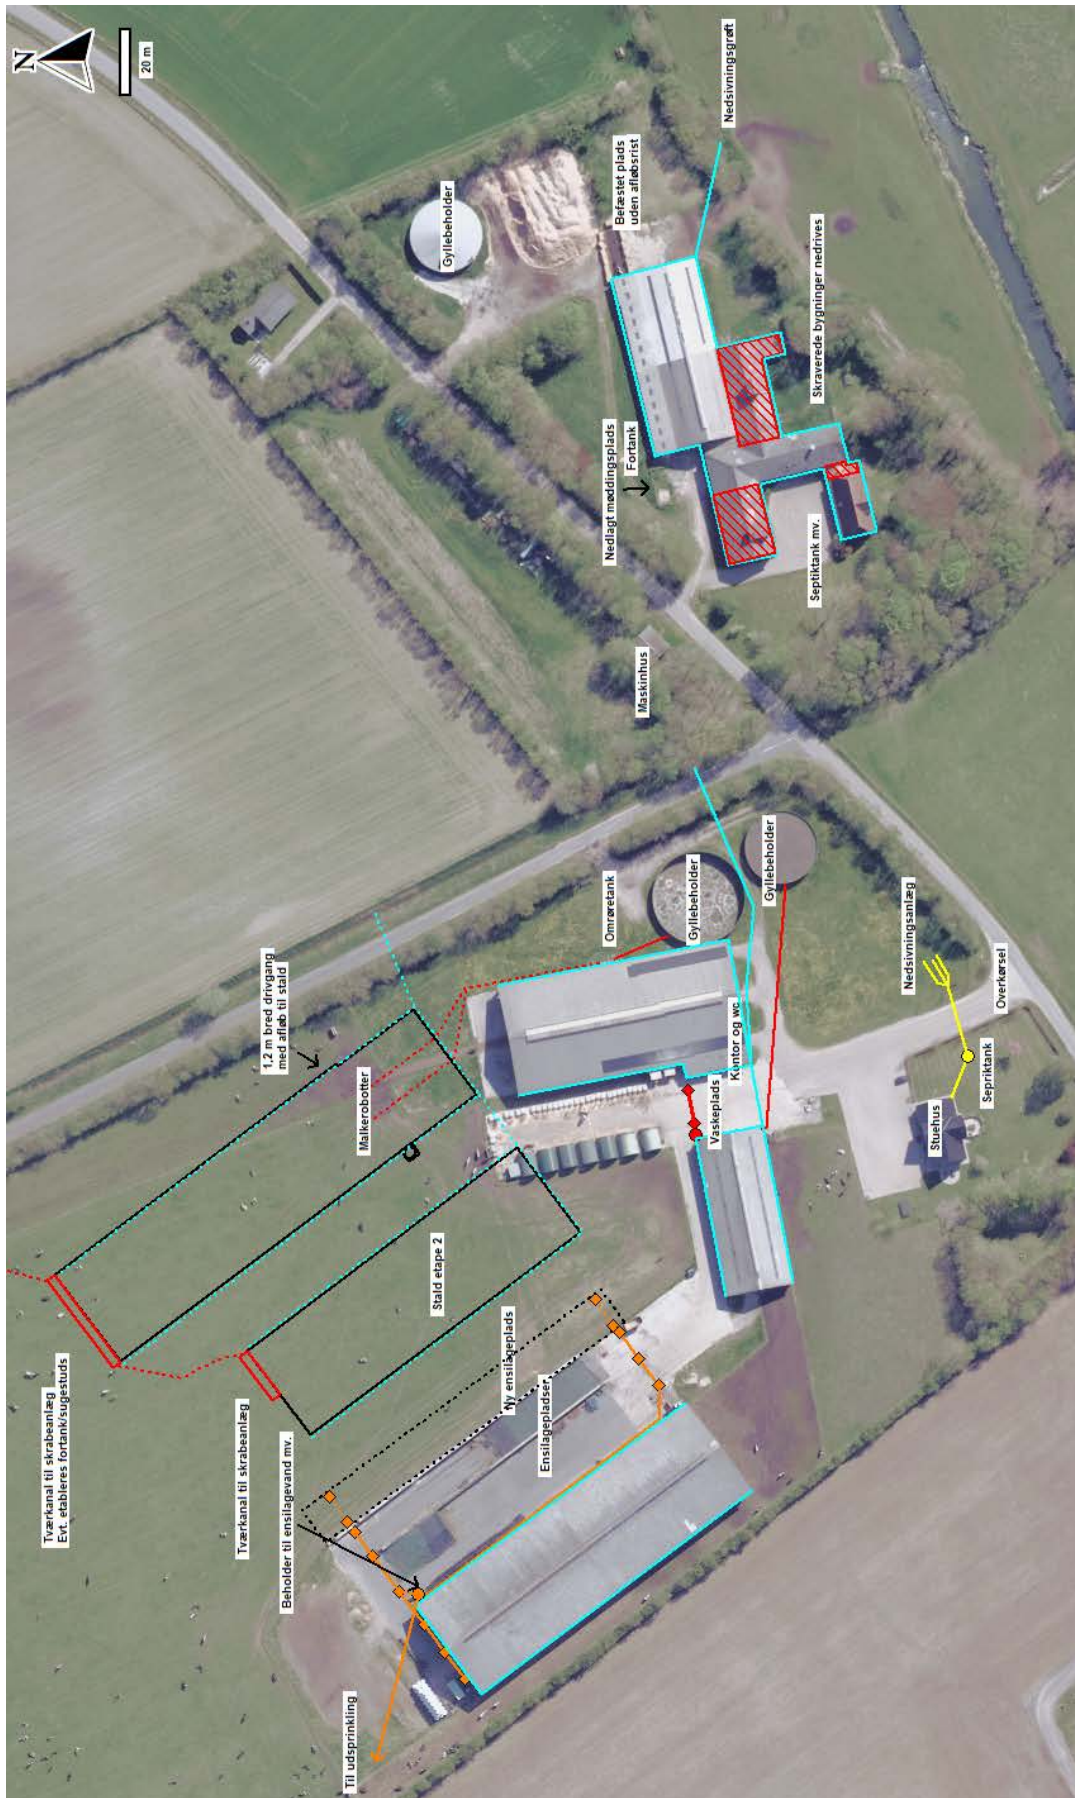 N
20 m
Tværkanal til skrabeanlæg
Evt. etableres fortank/sugestuds
Tværkanal til skrabeanlæg
Beholder til ensilagevand mv.
Til udsprinkling
1,2 m bred drivgang
med afløb til stald
Malkerobotter
Stald etape 2
Ny ensilageplads
Ensilagepladser
Omrøretank
Gyllebeholder
Gyllebeholder
Kontor og wc
Vaskeplads
Nedsivningsanlæg
Overkørsel
Sepriktank
Stuehus
Maskinhus
Nedlagt møddingsplads
Fortank
Gyllebeholder
Befæstet plads
uden afløbsrist
Nedsivningsgrøft
Skraverede bygninger nedrives
Septiktank mv.